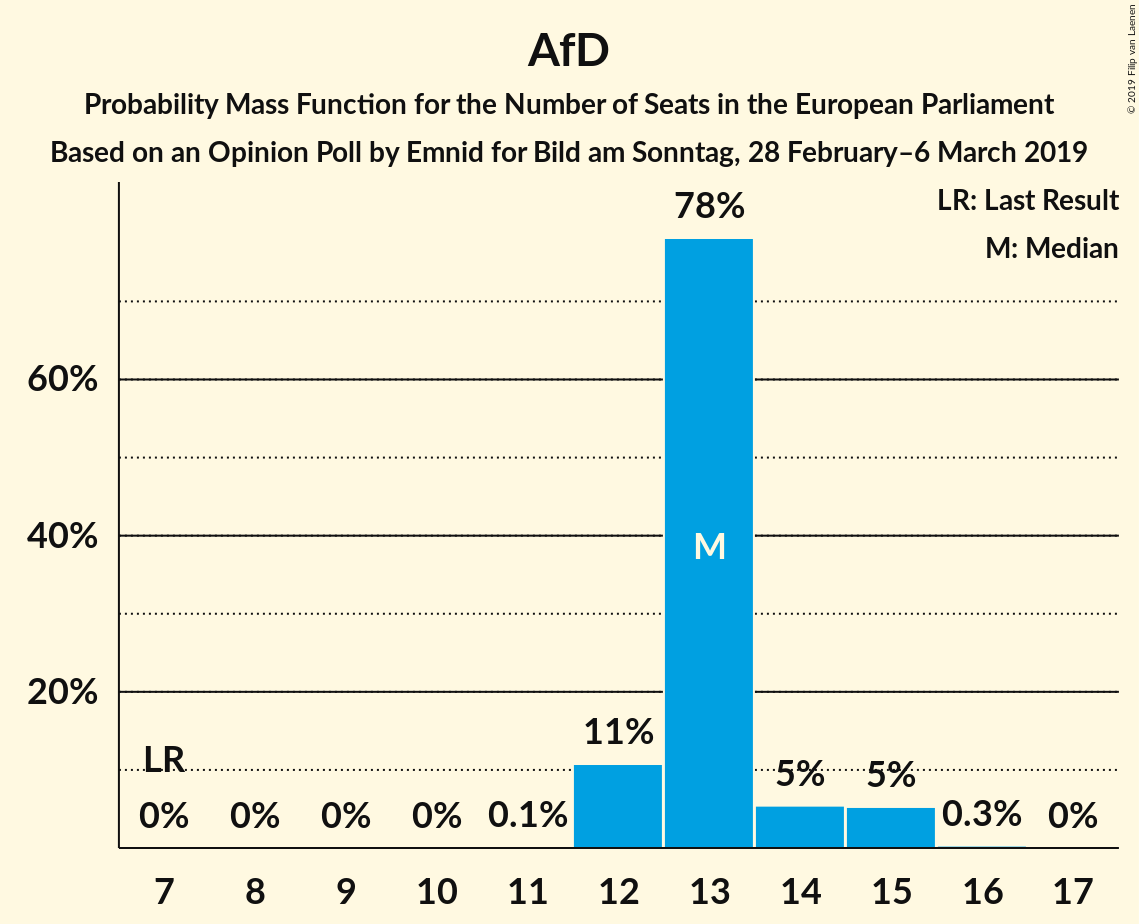 AfD
Probability Mass Function for the Number of Seats in the European Parliament
Based on an Opinion Poll by Emnid for Bild am Sonntag, 28 February–6 March 2019
© 2019 Filip van Laenen
LR: Last Result
M: Median
78%
60%
40%
M
20%
11%
LR
5%
5%
0%
0%
0%
0%
0.1%
0.3%
0%
7 8 9 10 11 12 13 14 15 16 17